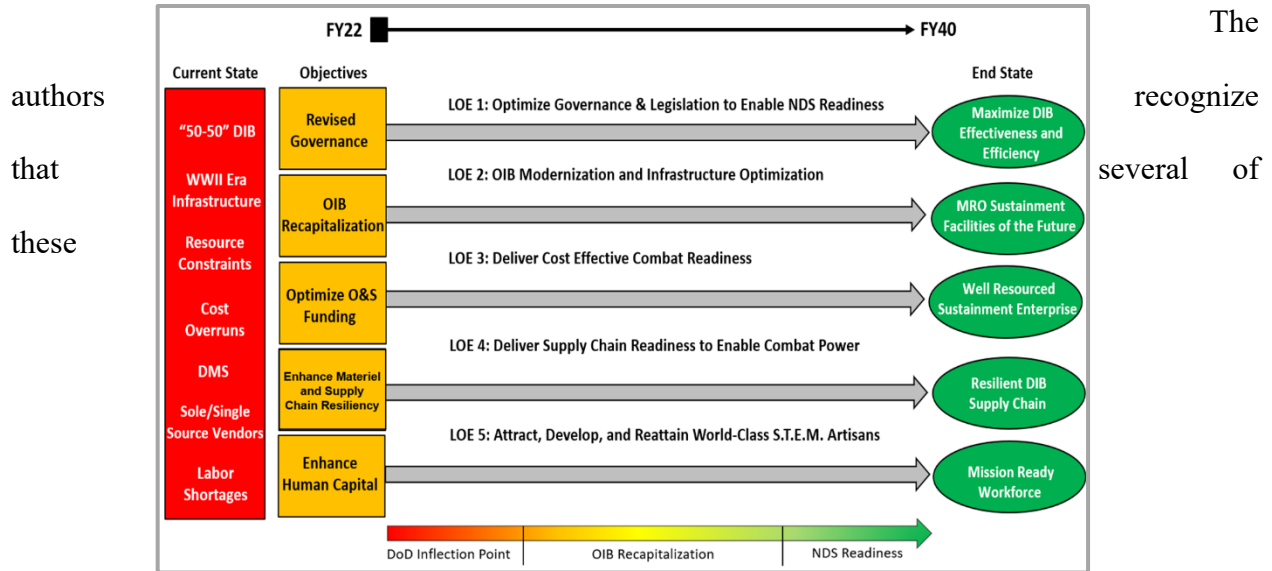 The
authors recognize
that several of
these
FY22
FY40
Current State
Objectives
End State
“50-50” DIB
WWII Era
Infrastructure
Resource
Constraints
Cost
Overruns
DMS
Sole/Single
Source Vendors
Labor
Shortages
Revised
Governance
LOE 1: Optimize Governance & Legislation to Enable NDS Readiness
Maximize DIB
Effectiveness and
Efficiency
OIB
Recapitalization
LOE 2: OIB Modernization and Infrastructure Optimization
MRO Sustainment
Facilities of the Future
Optimize O&S
Funding
LOE 3: Deliver Cost Effective Combat Readiness
Well Resourced
Sustainment Enterprise
Enhance Materiel
and Supply
Chain Resiliency
LOE 4: Deliver Supply Chain Readiness to Enable Combat Power
Resilient DIB
Supply Chain
Enhance
Human Capital
LOE 5: Attract, Develop, and Reattain World-Class S.T.E.M. Artisans
Mission Ready
Workforce
DoD Inflection Point
OIB Recapitalization
NDS Readiness